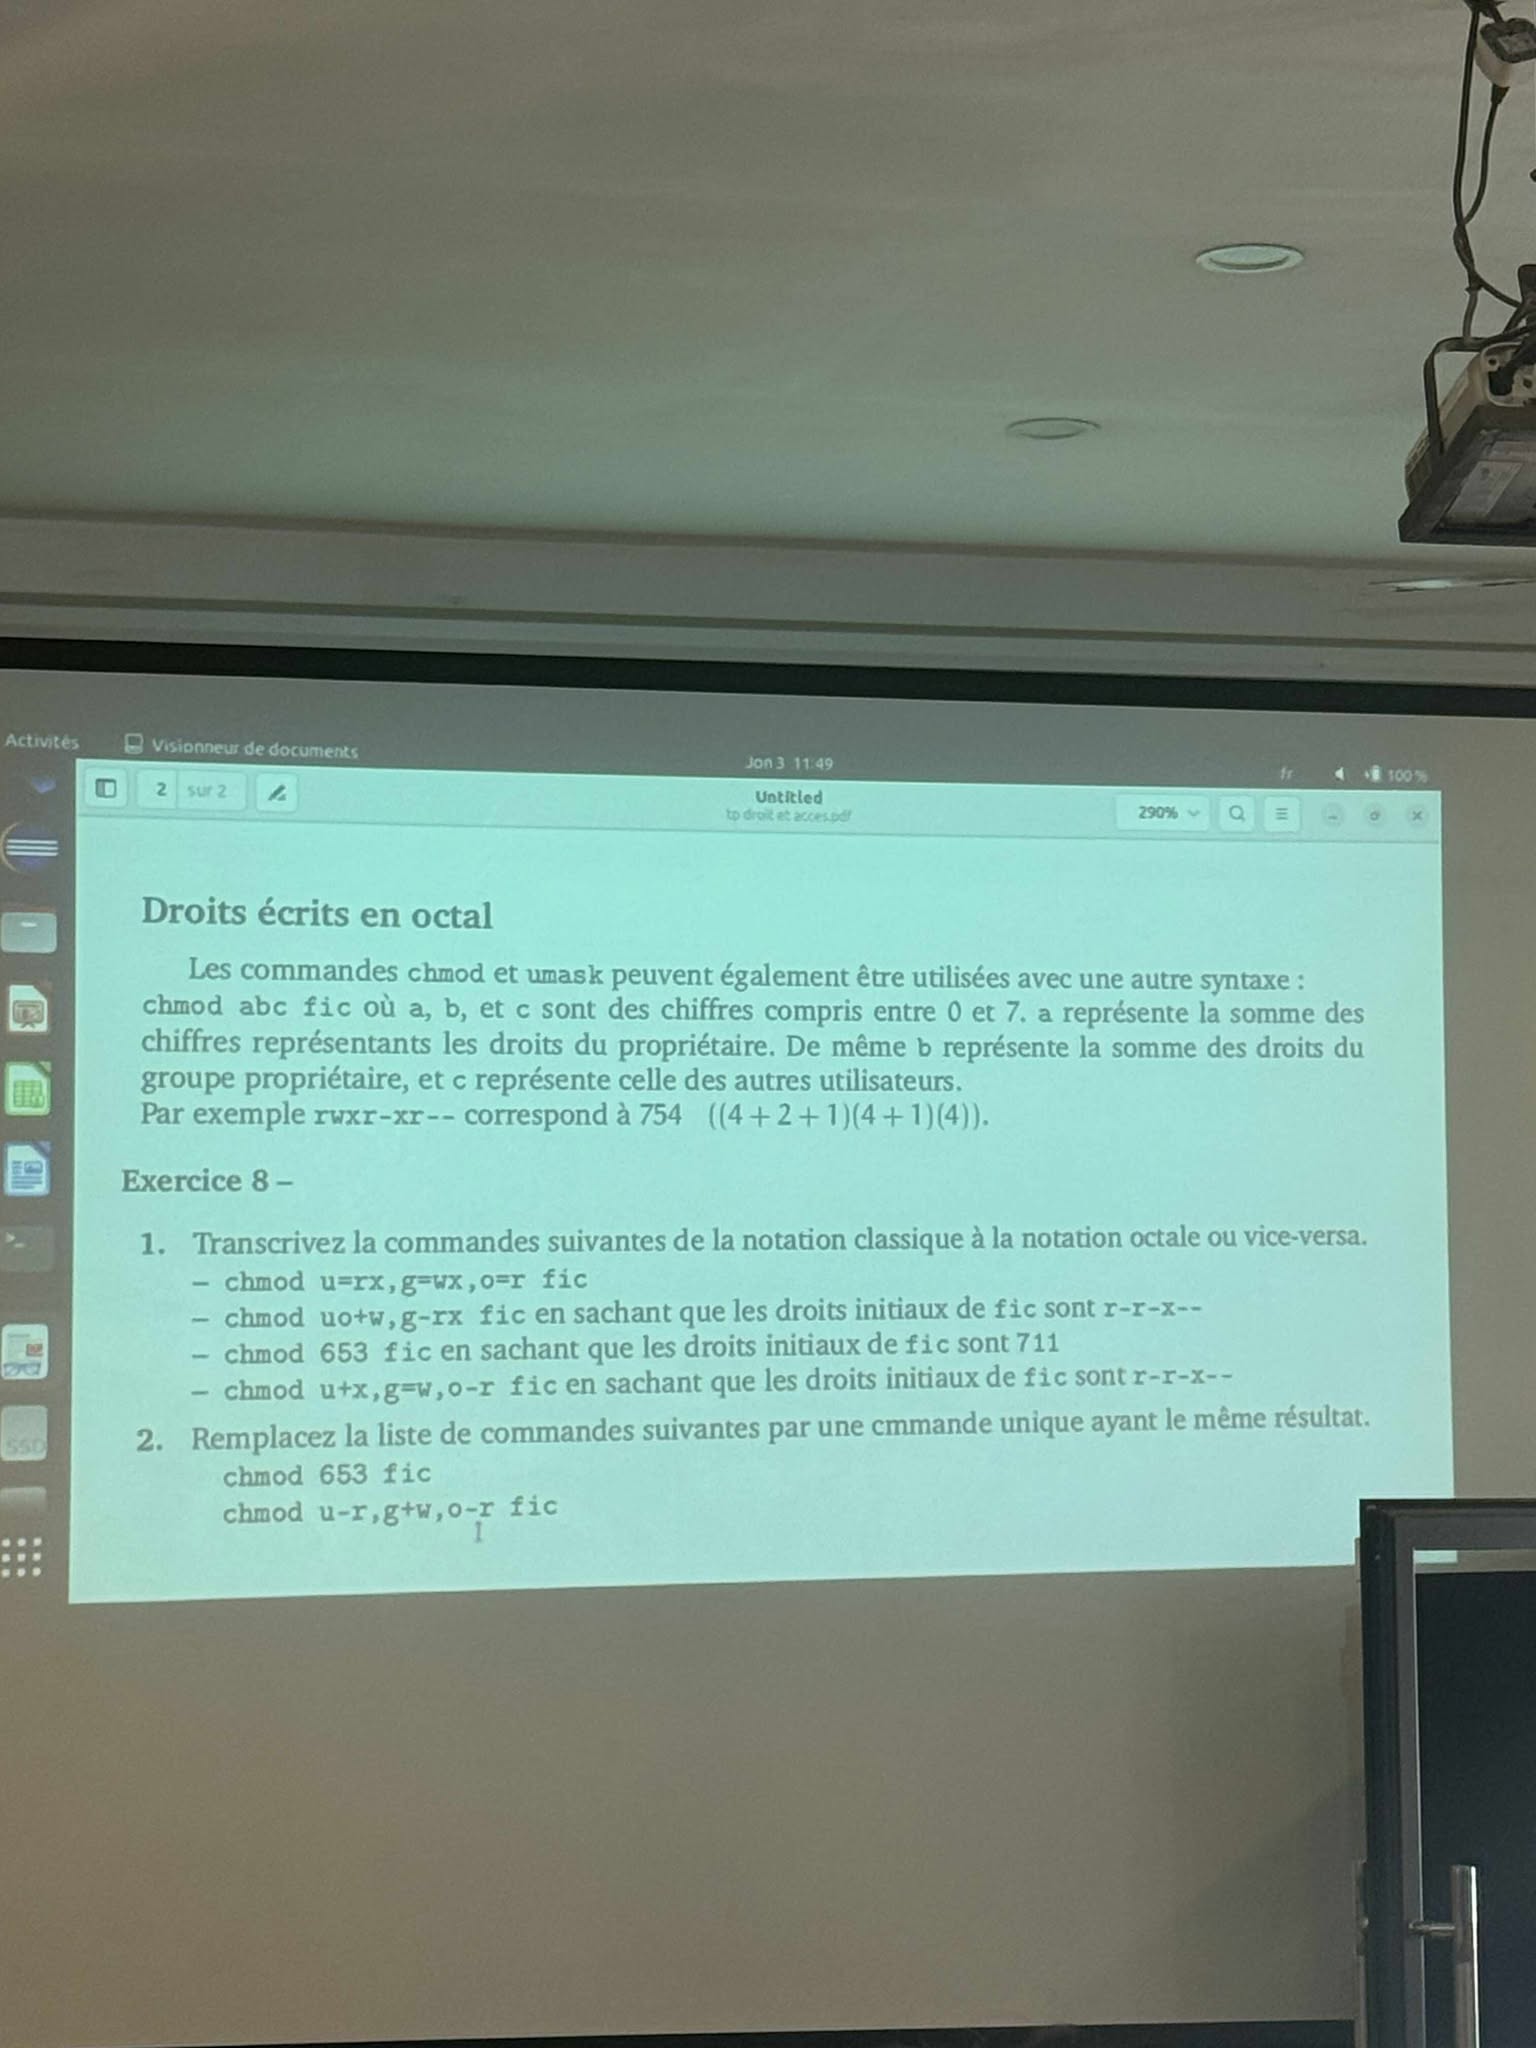 Activités
Visionneur de documents
Jon 3 11:49
fr
100 %
2 sur 2
Untitled
tp droit et acces.pdf
290%
Droits écrits en octal
Les commandes chmod et umask peuvent également être utilisées avec une autre syntaxe :
chmod abc fic où a, b, et c sont des chiffres compris entre 0 et 7. a représente la somme des
chiffres représentants les droits du propriétaire. De même b représente la somme des droits du
groupe propriétaire, et c représente celle des autres utilisateurs.
Par exemple rwxr-xr-- correspond à 754 ((4+2+1)(4+1)(4)).
Exercice 8 –
1. Transcrivez la commandes suivantes de la notation classique à la notation octale ou vice-versa.
– chmod u=rx,g=wx,o=r fic
– chmod uo+w,g-rx fic en sachant que les droits initiaux de fic sont r-r-x--
– chmod 653 fic en sachant que les droits initiaux de fic sont 711
– chmod u+x,g=w,o-r fic en sachant que les droits initiaux de fic sont r-r-x--
2. Remplacez la liste de commandes suivantes par une cmmande unique ayant le même résultat.
chmod 653 fic
chmod u-r,g+w,o-r fic
SSD